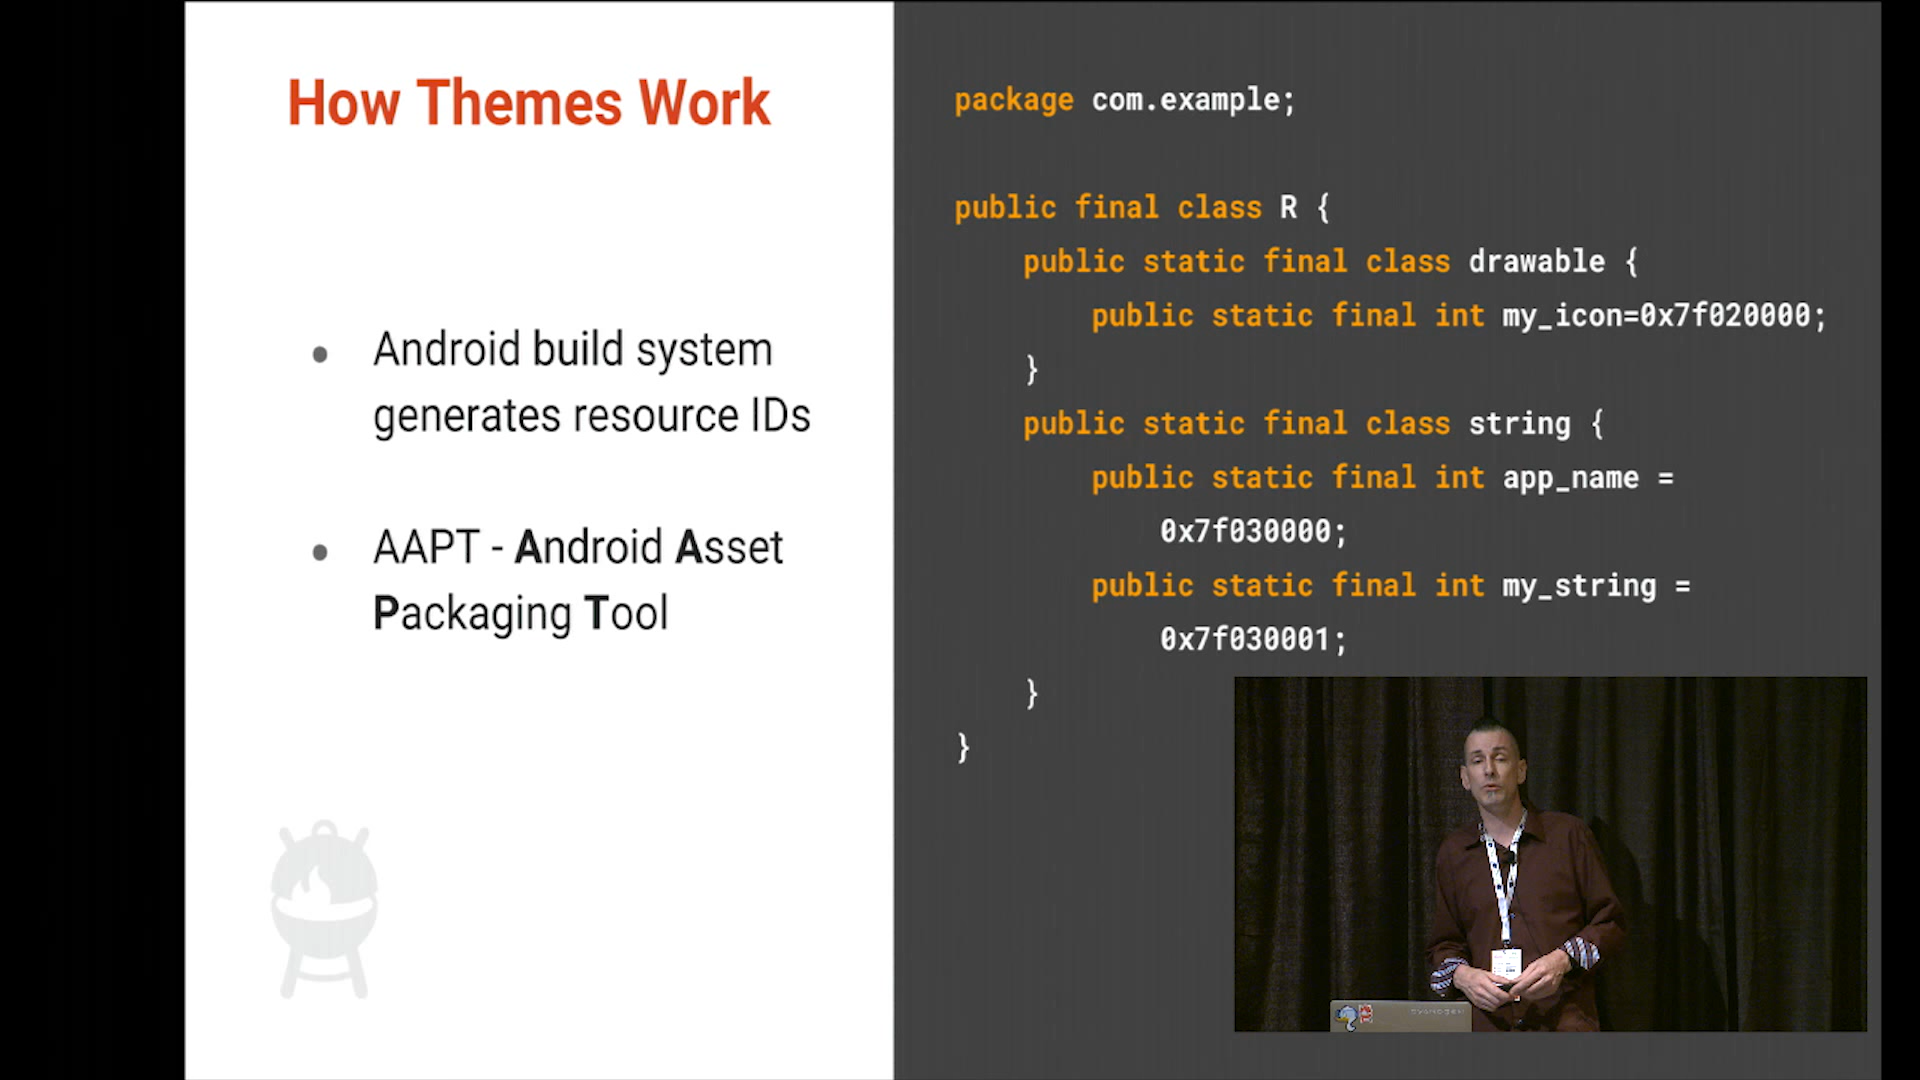 How Themes Work
Android build system
generates resource IDs
AAPT - Android Asset
Packaging Tool
package com.example;
public final class R {
public static final class drawable {
public static final int my_icon=0x7f020000;
}
public static final class string {
public static final int app_name =
0x7f030000;
public static final int my_string =
0x7f030001;
}
}